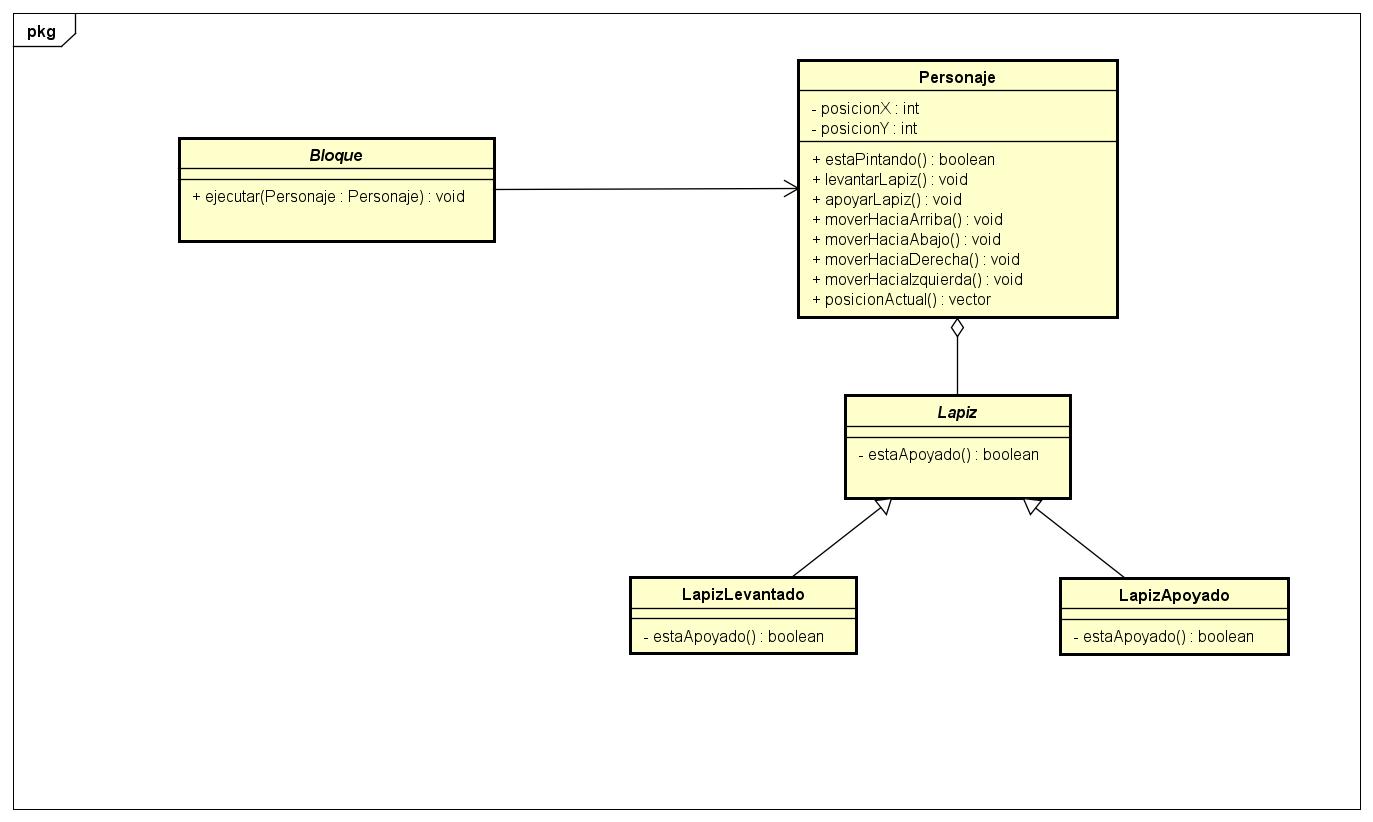 pkg
Bloque
+ ejecutar(Personaje : Personaje) : void
Personaje
- posicionX : int
- posicionY : int
+ estaPintando() : boolean
+ levantarLapiz() : void
+ apoyarLapiz() : void
+ moverHaciaArriba() : void
+ moverHaciaAbajo() : void
+ moverHaciaDerecha() : void
+ moverHaciaIzquierda() : void
+ posicionActual() : vector
Lapiz
- estaApoyado() : boolean
LapizLevantado
- estaApoyado() : boolean
LapizApoyado
- estaApoyado() : boolean